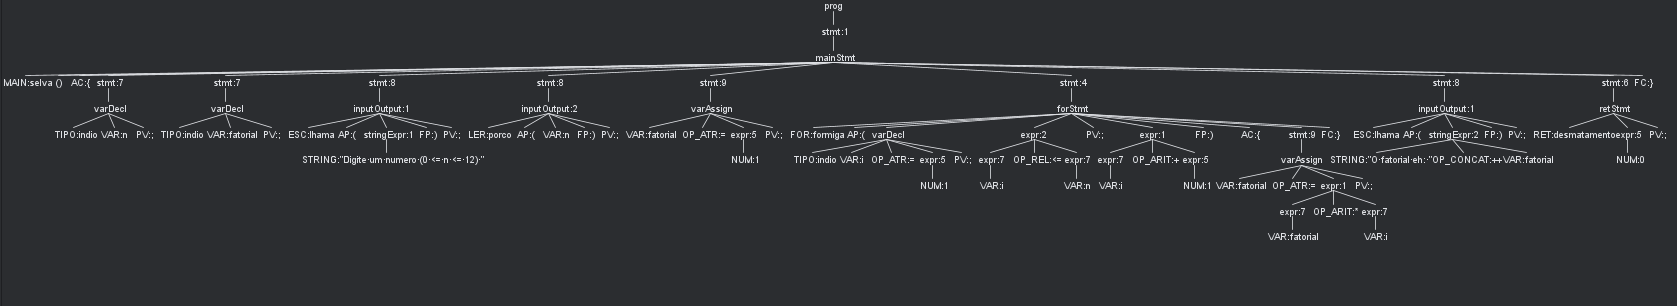 prog
stmt:1
mainStmt
MAIN:selva () AC:{ stmt:7 stmt:7 stmt:8 stmt:8 stmt:9 stmt:4 stmt:8 stmt:6 FC:}
varDecl varDecl inputOutput:1 inputOutput:2 varAssign forStmt inputOutput:1 retStmt
TIPO:indio VAR:n PV:; TIPO:indio VAR:fatorial PV:; ESC:lhama AP:( stringExpr:1 FP:) PV:; LER:porco AP:( VAR:n FP:) PV:; VAR:fatorial OP_ATR:= expr:5 PV:; FOR:formiga AP:( varDecl expr:2 PV:; expr:1 FP:) AC:{ stmt:9 FC:} ESC:lhama AP:( stringExpr:2 FP:) PV:; RET:desmatamento expr:5 PV:;
STRING:"Digite·um·numero·(0·<=·n·<=·12)·" NUM:1 TIPO:indio VAR:i OP_ATR:= expr:5 PV:; expr:7 OP_REL:<= expr:7 expr:7 OP_ARIT:+ expr:5 varAssign STRING:"O·fatorial·eh:·" OP_CONCAT:++ VAR:fatorial NUM:0
NUM:1 VAR:i VAR:n VAR:i NUM:1 VAR:fatorial OP_ATR:= expr:1 PV:;
expr:7 OP_ARIT:* expr:7
VAR:fatorial VAR:i